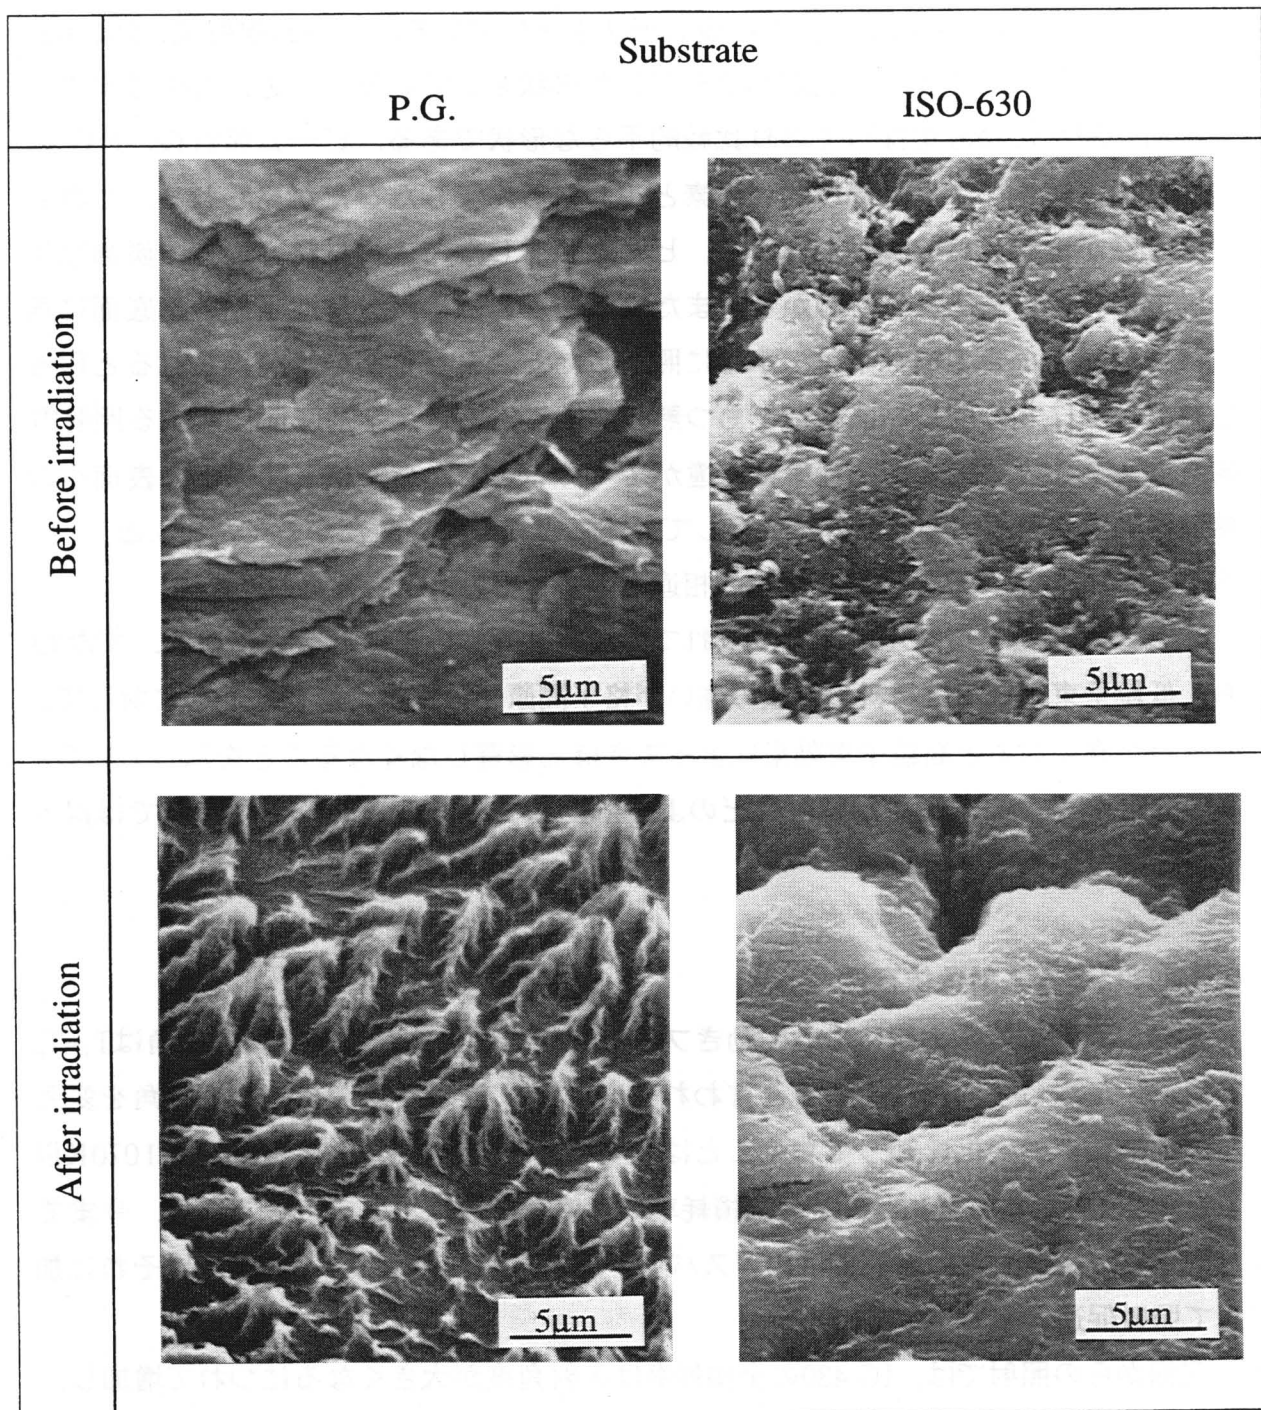 Substrate
P.G.
ISO-630
Before irradiation
5μm
5μm
After irradiation
5μm
5μm